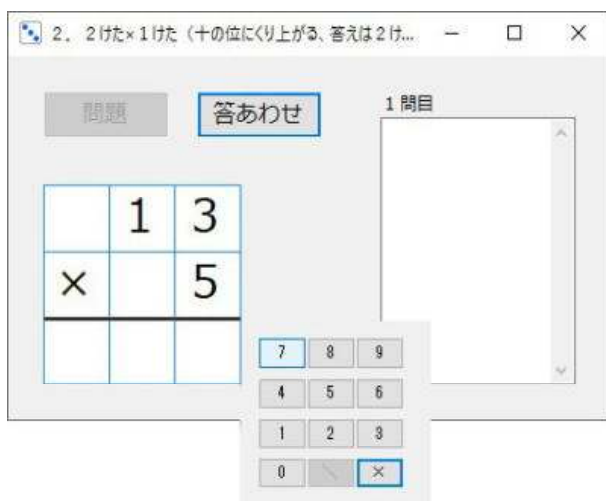 2．2けた×1けた（十の位にくり上がる、答えは2け...
問題
答あわせ
1問目
1 3
× 5
7 8 9
4 5 6
1 2 3
0 ＼ ×